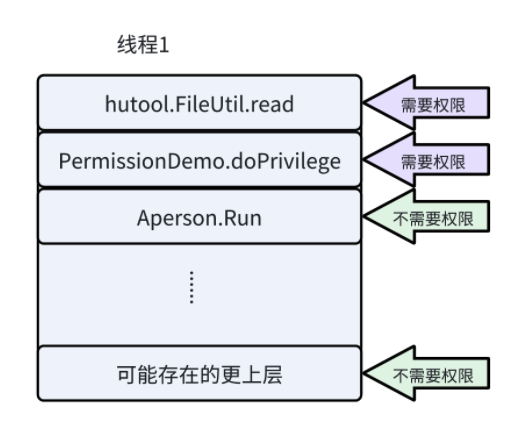 线程1
hutool.FileUtil.read
需要权限
PermissionDemo.doPrivilege
需要权限
Aperson.Run
不需要权限
可能存在的更上层
不需要权限